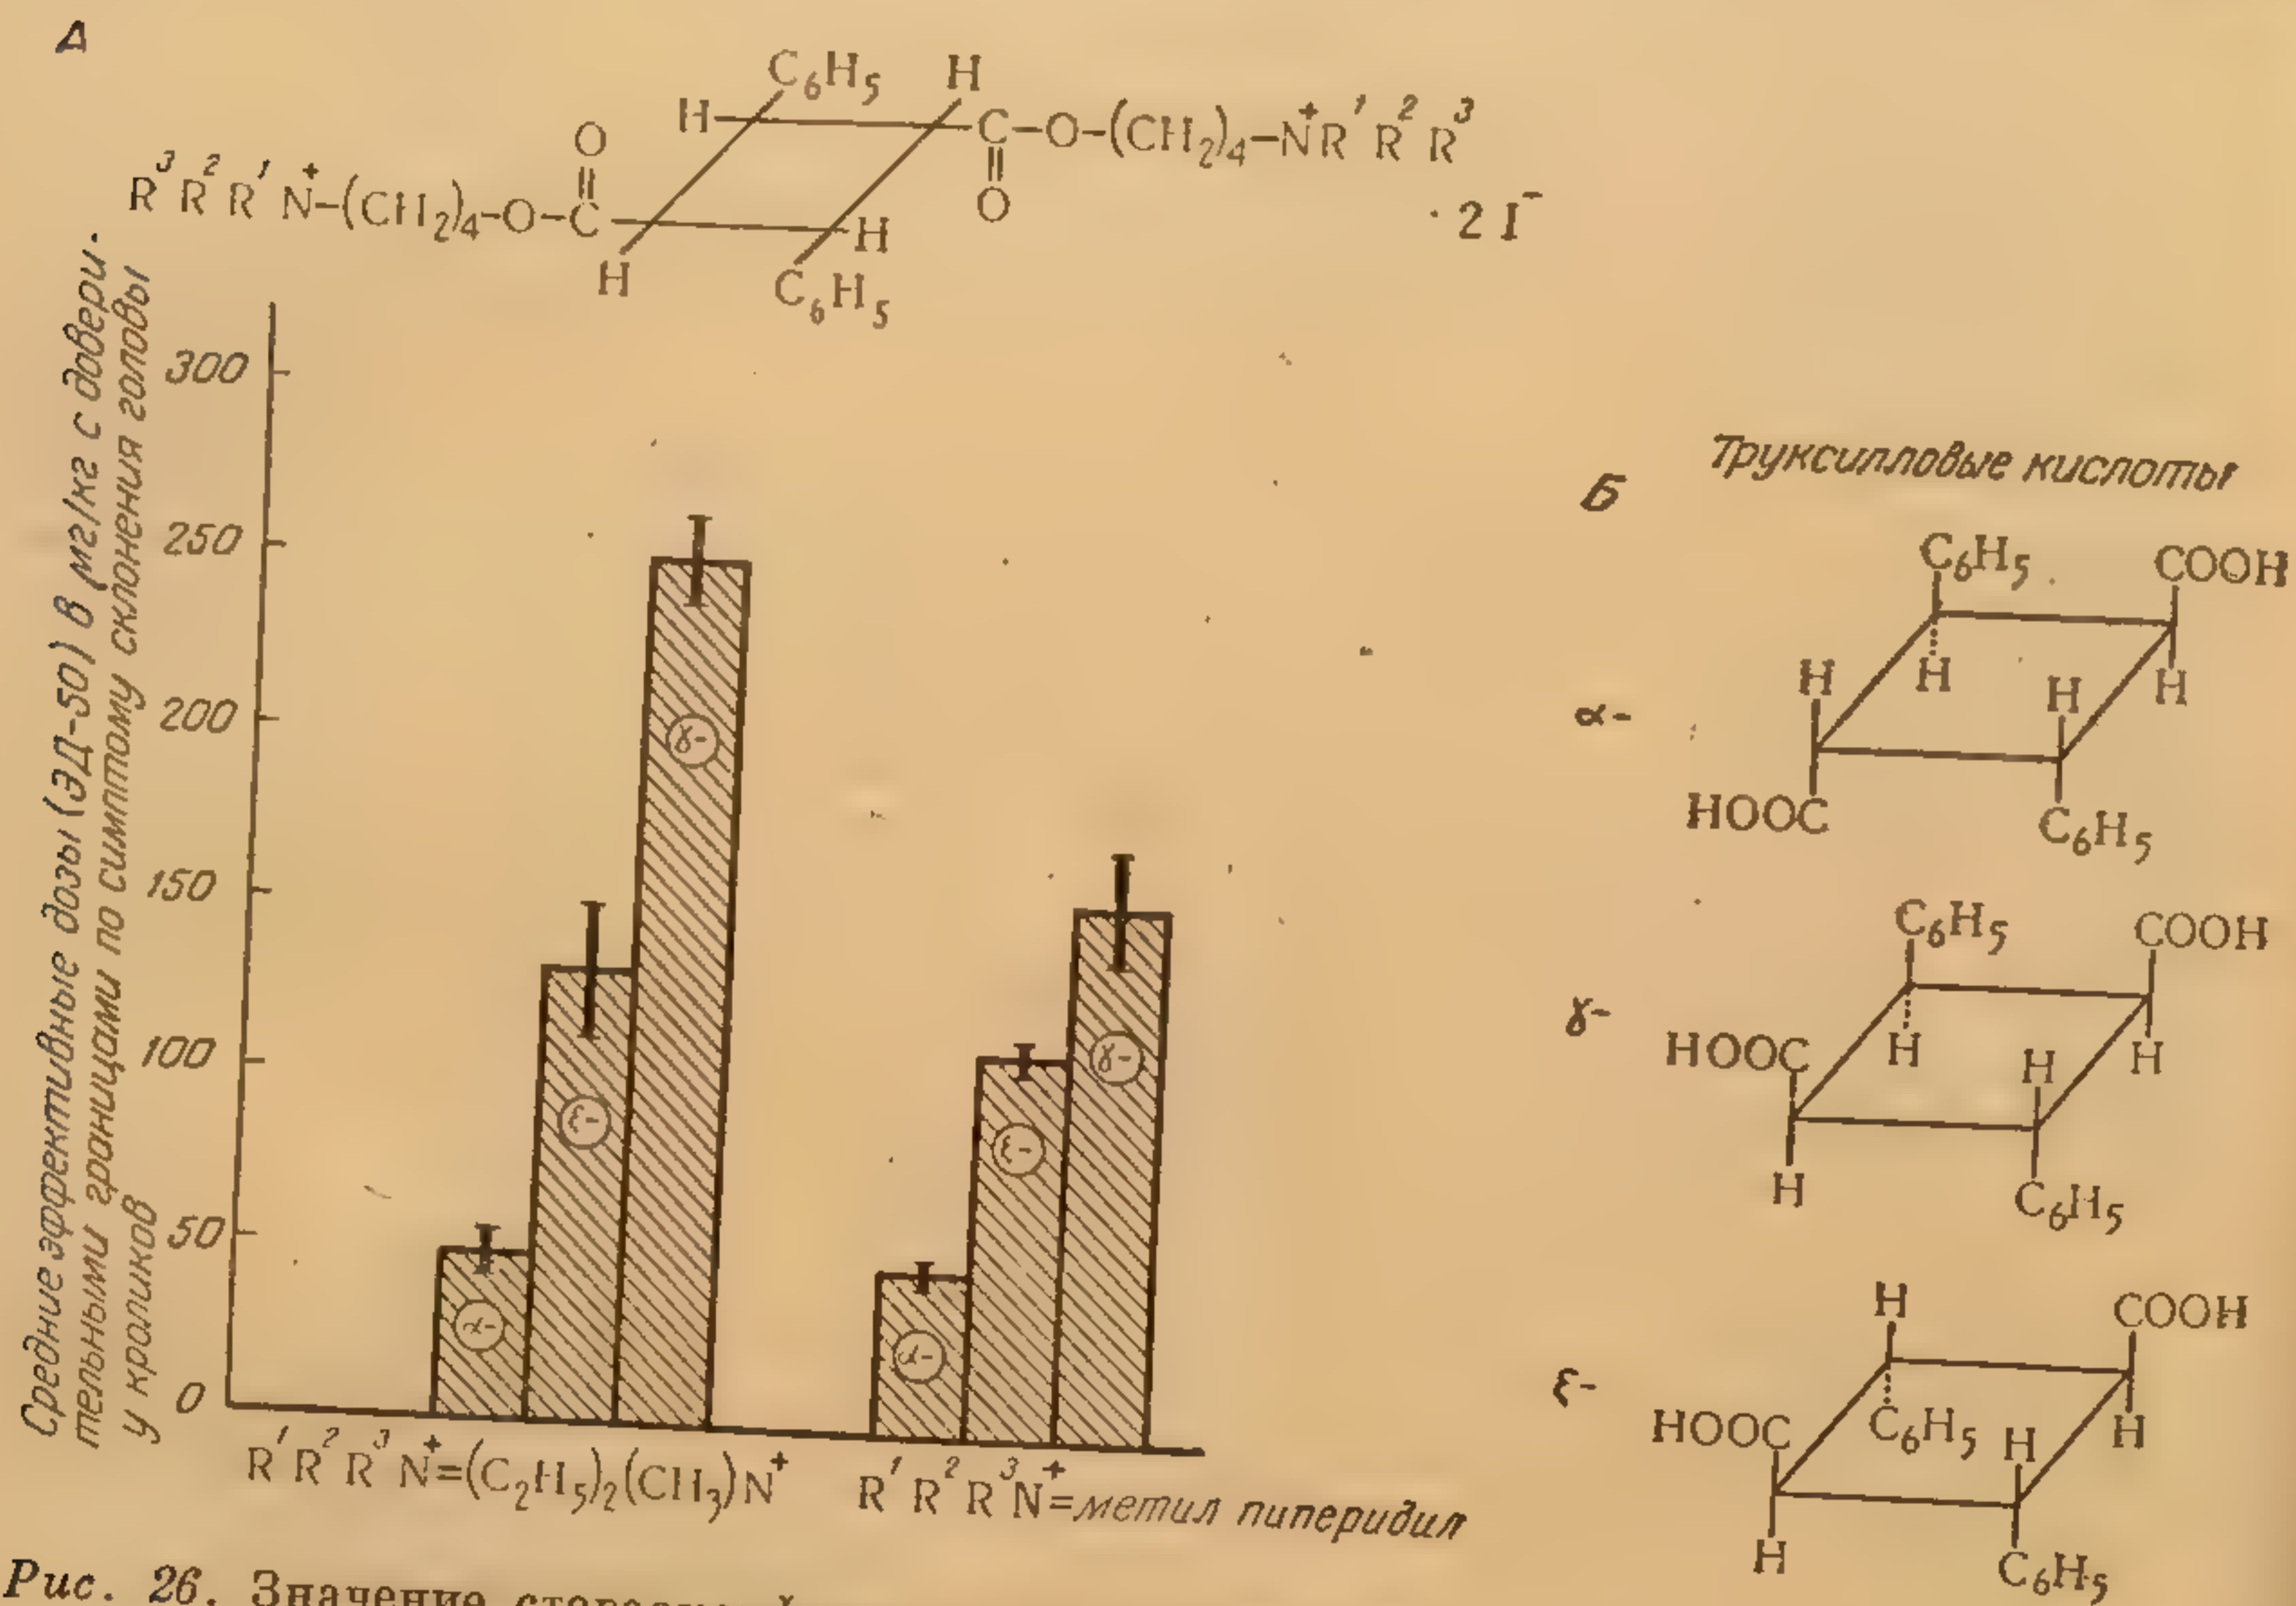 А
C₆H₅ H
H C–O–(CH₂)₄–N⁺R¹R²R³
O
R³R²R¹N⁺–(CH₂)₄–O–C O
· 2 I⁻
H
H C₆H₅
Средние эффективные дозы (ЭД-50) в мг/кг с довери-
тельными границами по симптому склонения головы
у кроликов
300
250
200
150
100
50
0
α-
ξ-
γ-
α-
ξ-
γ-
R¹R²R³N⁺=(C₂H₅)₂(CH₃)N⁺
R¹R²R³N⁺=метил пиперидил
Б
Труксилловые кислоты
α-
C₆H₅ COOH
H H H H
HOOC C₆H₅
γ-
C₆H₅ COOH
HOOC H H H
H C₆H₅
ξ-
H COOH
HOOC C₆H₅ H H
H C₆H₅
Рис. 26. Значение